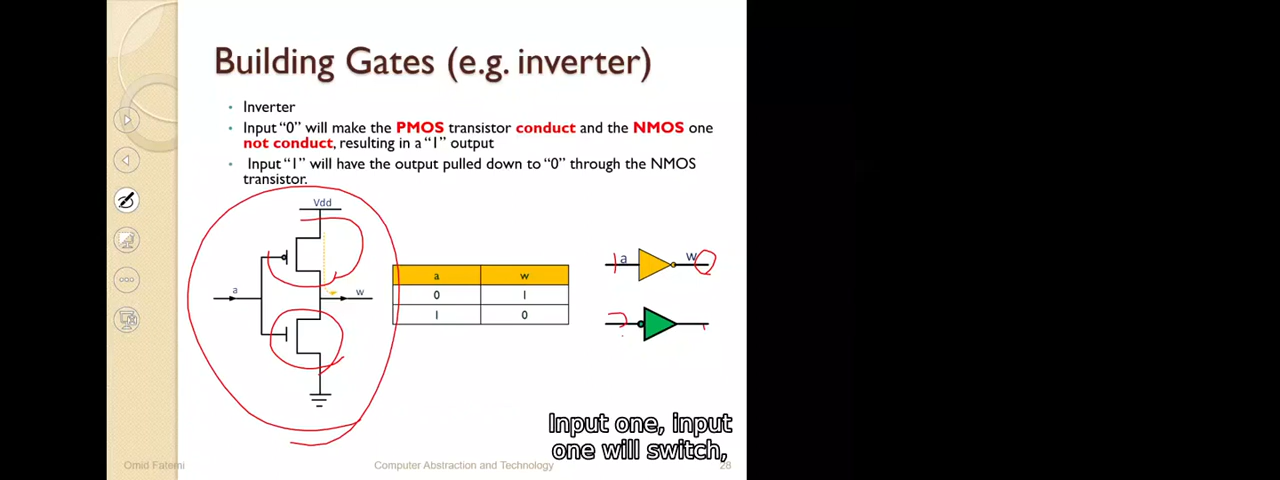 Building Gates (e.g. inverter)
• Inverter
• Input "0" will make the PMOS transistor conduct and the NMOS one
not conduct, resulting in a "1" output
• Input "1" will have the output pulled down to "0" through the NMOS
transistor.
Vdd
a
w
a w
0 1
1 0
a w
Input one, input
one will switch,
Omid Fatemi Computer Abstraction and Technology 28